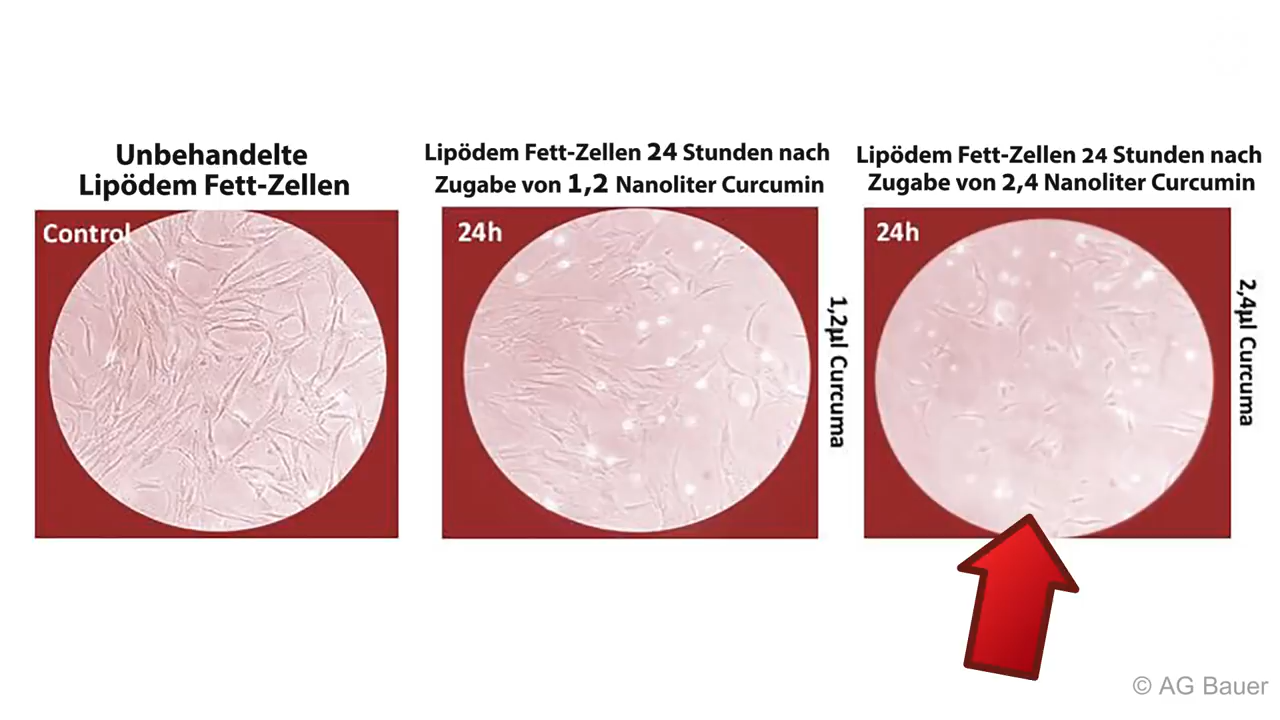 Unbehandelte
Lipödem Fett-Zellen
Control
Lipödem Fett-Zellen 24 Stunden nach
Zugabe von 1,2 Nanoliter Curcumin
24h
1,2µl Curcuma
Lipödem Fett-Zellen 24 Stunden nach
Zugabe von 2,4 Nanoliter Curcumin
24h
2,4µl Curcuma
© AG Bauer